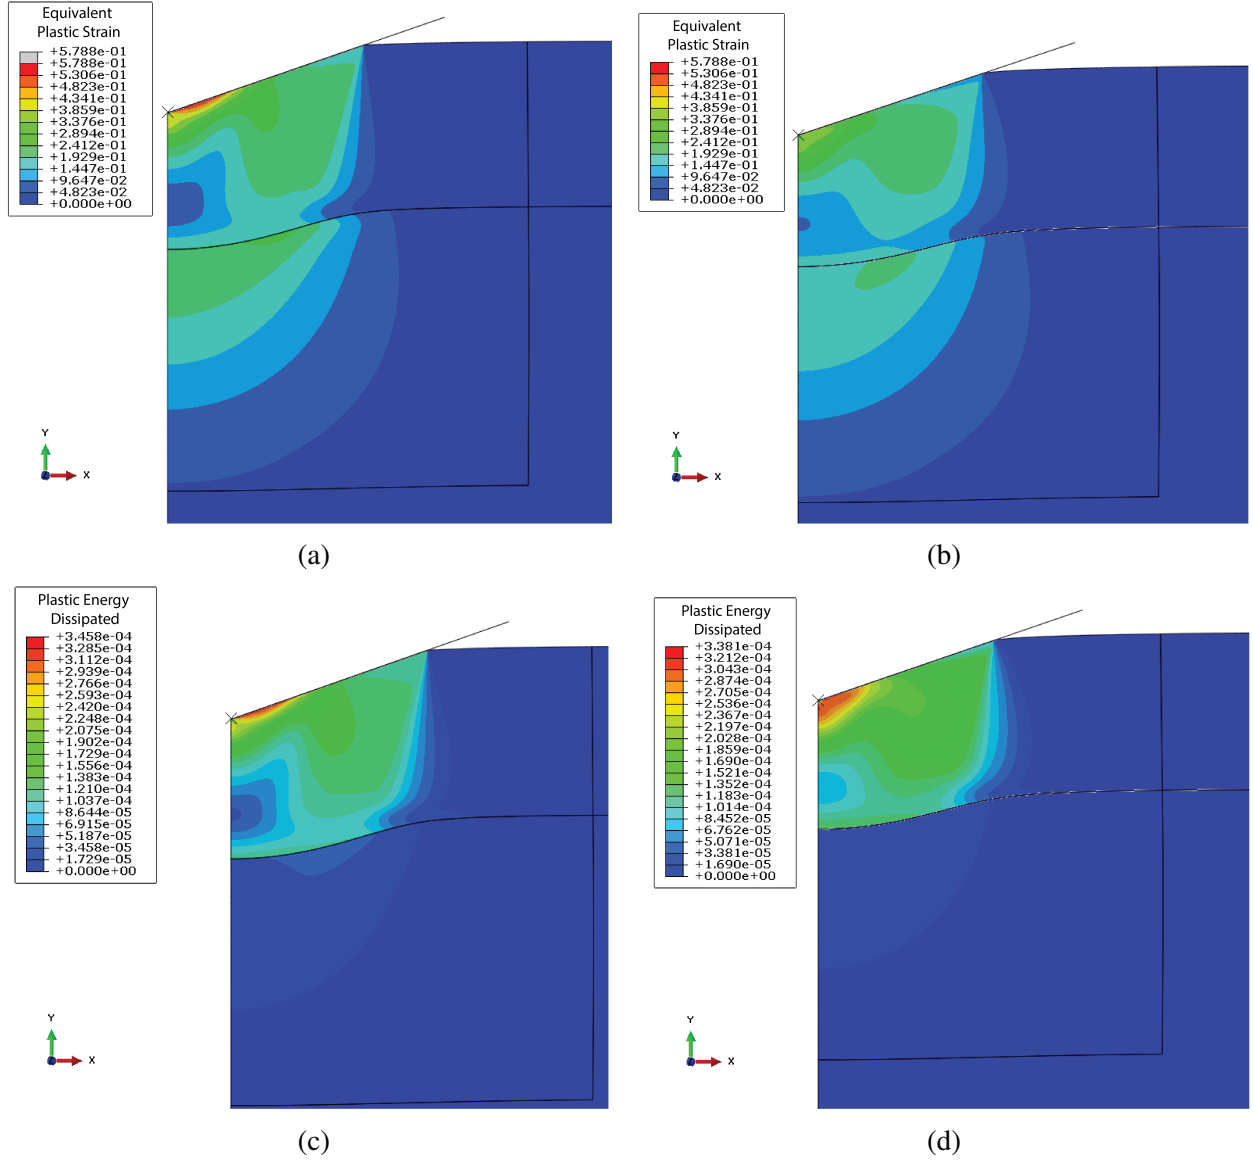 Equivalent
Plastic Strain
+5.788e-01
+5.788e-01
+5.306e-01
+4.823e-01
+4.341e-01
+3.859e-01
+3.376e-01
+2.894e-01
+2.412e-01
+1.929e-01
+1.447e-01
+9.647e-02
+4.823e-02
+0.000e+00
Y
Z
X
(a)
Equivalent
Plastic Strain
+5.788e-01
+5.306e-01
+4.823e-01
+4.341e-01
+3.859e-01
+3.376e-01
+2.894e-01
+2.412e-01
+1.929e-01
+1.447e-01
+9.647e-02
+4.823e-02
+0.000e+00
Y
Z
X
(b)
Plastic Energy
Dissipated
+3.458e-04
+3.285e-04
+3.112e-04
+2.939e-04
+2.766e-04
+2.593e-04
+2.420e-04
+2.248e-04
+2.075e-04
+1.902e-04
+1.729e-04
+1.556e-04
+1.383e-04
+1.210e-04
+1.037e-04
+8.644e-05
+6.915e-05
+5.187e-05
+3.458e-05
+1.729e-05
+0.000e+00
Y
Z
X
(c)
Plastic Energy
Dissipated
+3.381e-04
+3.212e-04
+3.043e-04
+2.874e-04
+2.705e-04
+2.536e-04
+2.367e-04
+2.197e-04
+2.028e-04
+1.859e-04
+1.690e-04
+1.521e-04
+1.352e-04
+1.183e-04
+1.014e-04
+8.452e-05
+6.762e-05
+5.071e-05
+3.381e-05
+1.690e-05
+0.000e+00
Y
Z
X
(d)